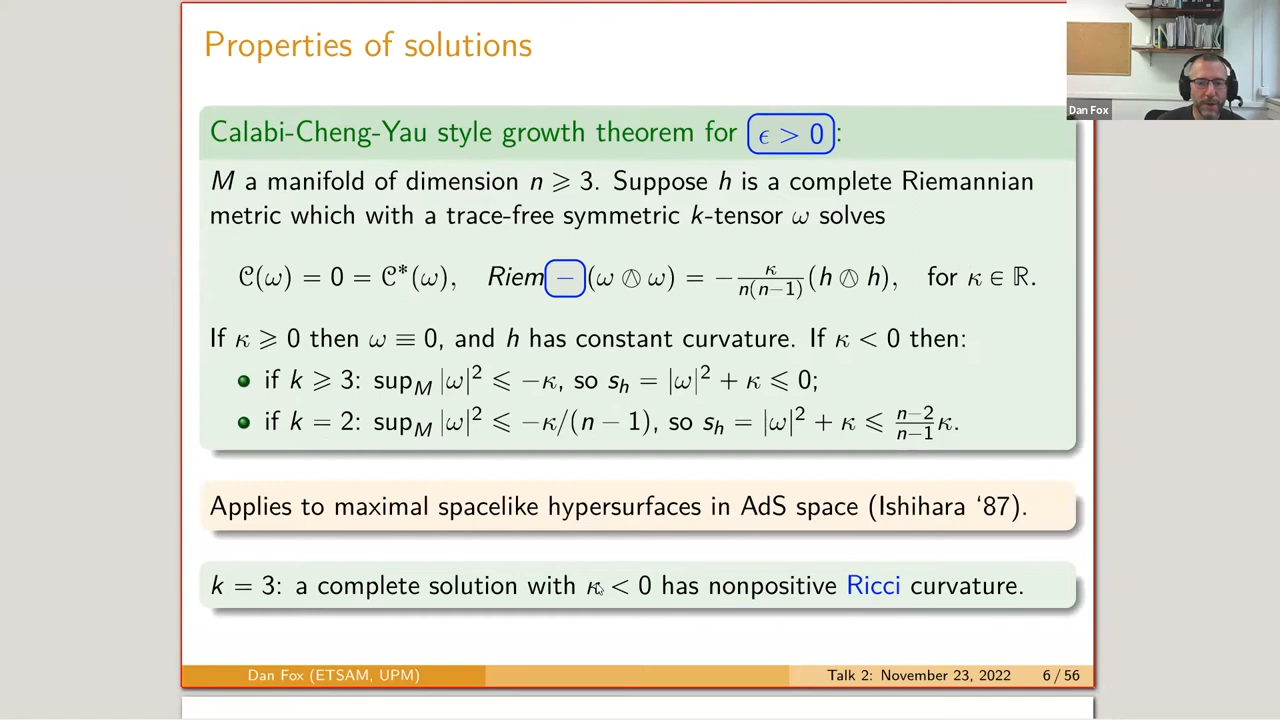 Properties of solutions
Dan Fox
Calabi-Cheng-Yau style growth theorem for ϵ > 0:
M a manifold of dimension n ⩾ 3. Suppose h is a complete Riemannian
metric which with a trace-free symmetric k-tensor ω solves
𝒞(ω) = 0 = 𝒞*(ω), Riem − (ω ⊙ ω) = − κ/n(n−1) (h ⊙ h), for κ ∈ ℝ.
If κ ⩾ 0 then ω ≡ 0, and h has constant curvature. If κ < 0 then:
if k ⩾ 3: sup_M |ω|² ⩽ −κ, so s_h = |ω|² + κ ⩽ 0;
if k = 2: sup_M |ω|² ⩽ −κ/(n − 1), so s_h = |ω|² + κ ⩽ n−2/n−1 κ.
Applies to maximal spacelike hypersurfaces in AdS space (Ishihara ‘87).
k = 3: a complete solution with κ < 0 has nonpositive Ricci curvature.
Dan Fox (ETSAM, UPM)
Talk 2: November 23, 2022
6 / 56